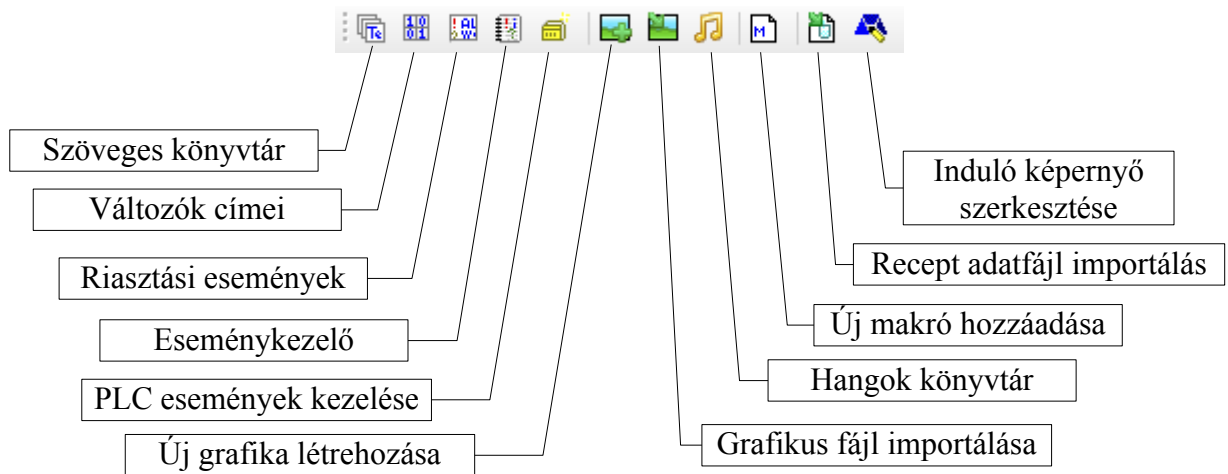 Szöveges könyvtár
Változók címei
Riasztási események
Eseménykezelő
PLC események kezelése
Új grafika létrehozása
Induló képernyő
szerkesztése
Recept adatfájl importálás
Új makró hozzáadása
Hangok könyvtár
Grafikus fájl importálása